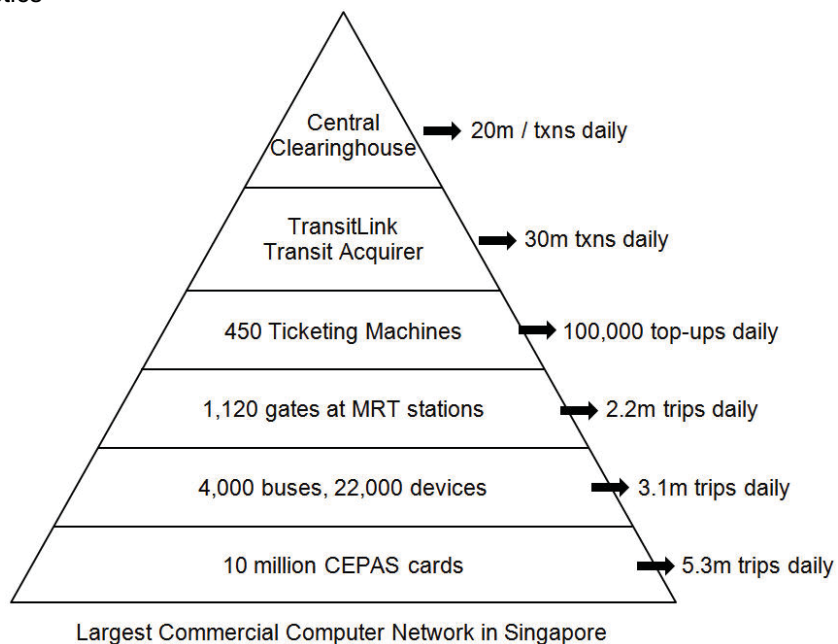 Central
Clearinghouse
20m / txns daily
TransitLink
Transit Acquirer
30m txns daily
450 Ticketing Machines
100,000 top-ups daily
1,120 gates at MRT stations
2.2m trips daily
4,000 buses, 22,000 devices
3.1m trips daily
10 million CEPAS cards
5.3m trips daily
Largest Commercial Computer Network in Singapore